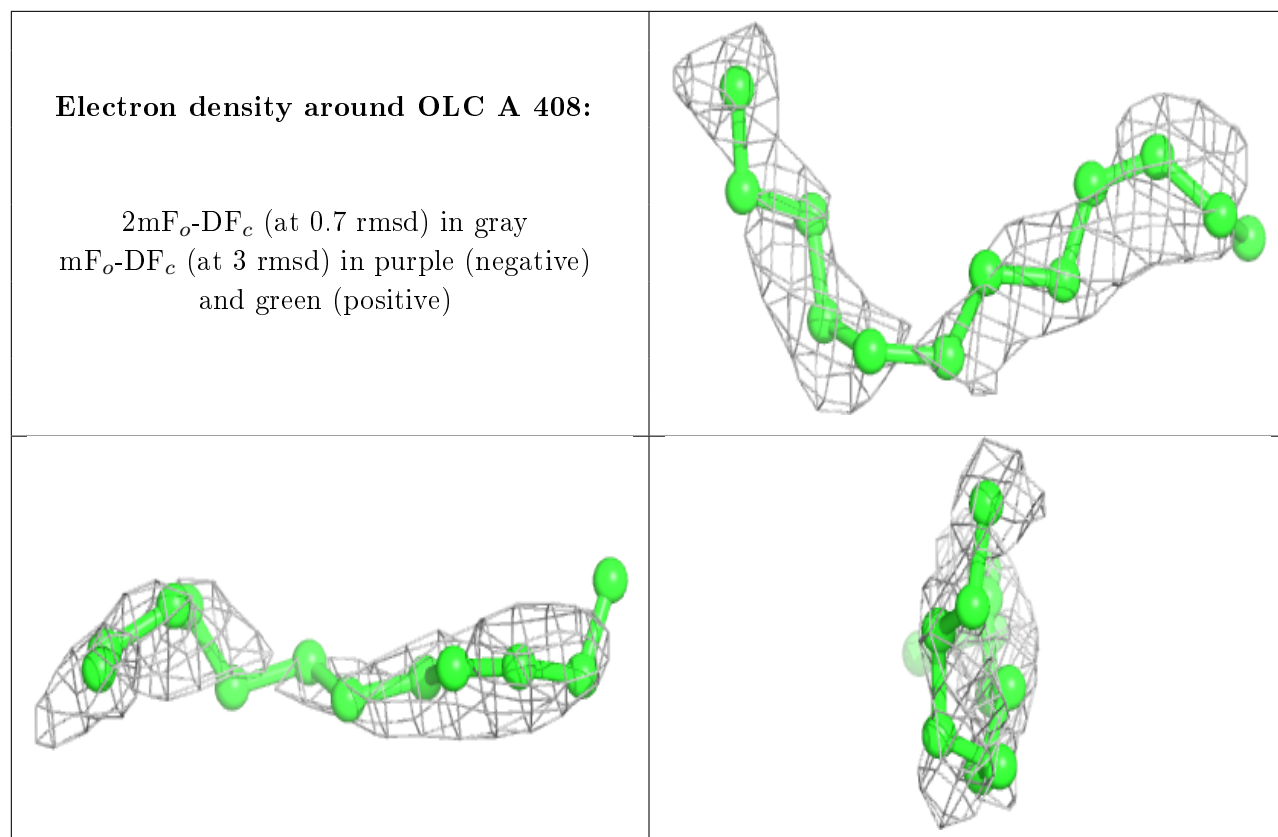 Electron density around OLC A 408:
2mFo-DFc (at 0.7 rmsd) in gray
mFo-DFc (at 3 rmsd) in purple (negative)
and green (positive)